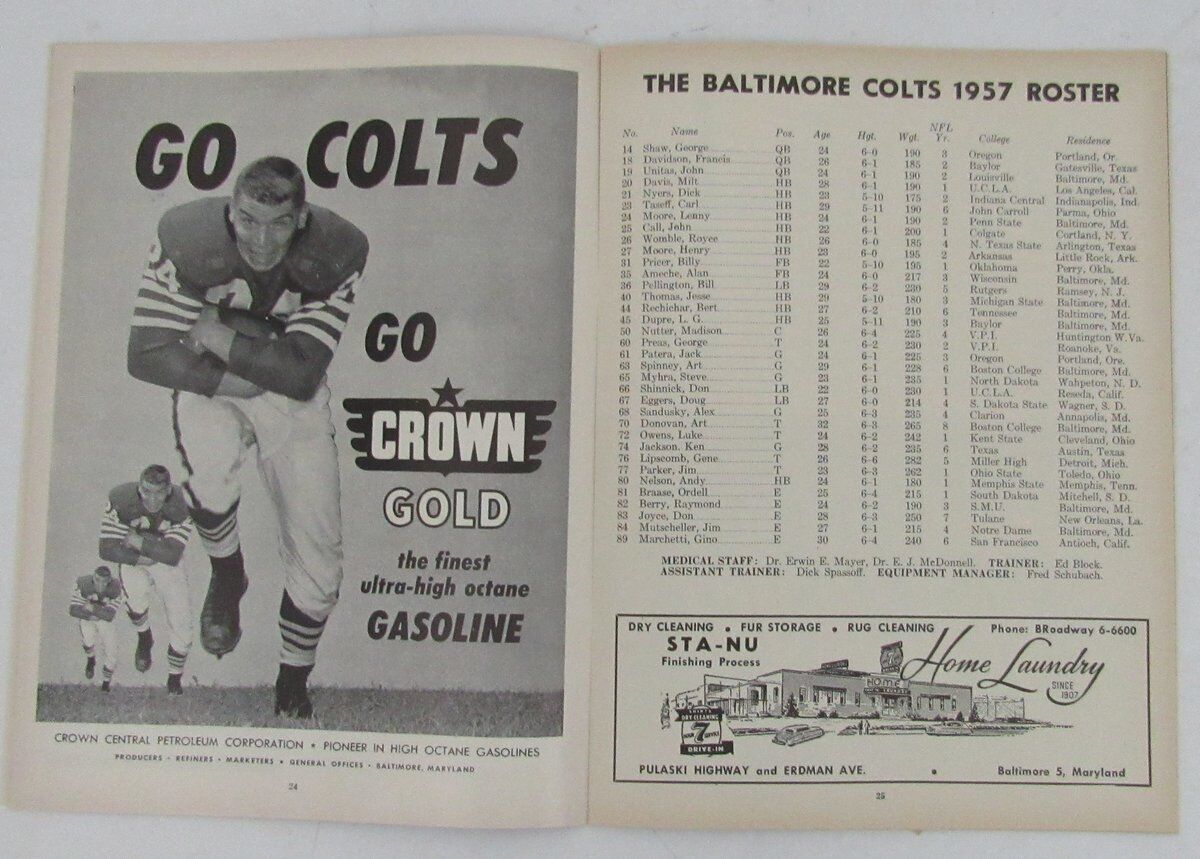 GO COLTS
GO
CROWN
GOLD
the finest
ultra-high octane
GASOLINE
CROWN CENTRAL PETROLEUM CORPORATION • PIONEER IN HIGH OCTANE GASOLINES
PRODUCERS • REFINERS • MARKETERS • GENERAL OFFICES • BALTIMORE, MARYLAND
24
THE BALTIMORE COLTS 1957 ROSTER
No. Name Pos. Age Hgt. Wgt. NFL Yr. College Residence
14 Shaw, George QB 24 6-0 190 3 Oregon Portland, Or.
18 Davidson, Francis QB 26 6-1 185 2 Baylor Gatesville, Texas
19 Unitas, John QB 24 6-1 190 2 Louisville Baltimore, Md.
20 Davis, Milt HB 28 6-1 190 1 U.C.L.A. Los Angeles, Cal.
21 Nyers, Dick HB 23 5-10 175 2 Indiana Central Indianapolis, Ind.
23 Taseff, Carl HB 29 5-11 190 6 John Carroll Parma, Ohio
24 Moore, Lenny HB 24 6-1 190 2 Penn State Baltimore, Md.
25 Call, John HB 22 6-1 200 1 Colgate Cortland, N. Y.
26 Womble, Royce HB 26 6-0 185 4 N. Texas State Arlington, Texas
27 Moore, Henry HB 23 6-0 195 2 Arkansas Little Rock, Ark.
31 Pricer, Billy FB 22 5-10 195 1 Oklahoma Perry, Okla.
35 Ameche, Alan FB 24 6-0 217 3 Wisconsin Baltimore, Md.
36 Pellington, Bill LB 29 6-2 230 5 Rutgers Ramsey, N. J.
40 Thomas, Jesse HB 29 5-10 180 3 Michigan State Baltimore, Md.
44 Rechichar, Bert HB 27 6-2 210 6 Tennessee Baltimore, Md.
45 Dupre, L. G. HB 25 5-11 190 3 Baylor Baltimore, Md.
50 Nutter, Madison C 26 6-4 225 4 V.P.I. Huntington W.Va.
60 Preas, George T 24 6-2 230 2 V.P.I. Roanoke, Va.
61 Patera, Jack G 24 6-1 225 3 Oregon Portland, Ore.
63 Spinney, Art G 29 6-1 228 6 Boston College Baltimore, Md.
65 Myhra, Steve G 23 6-1 235 1 North Dakota Wahpeton, N. D.
66 Shinnick, Don LB 22 6-0 230 1 U.C.L.A. Reseda, Calif.
67 Eggers, Doug LB 27 6-0 214 4 S. Dakota State Wagner, S. D.
68 Sandusky, Alex G 25 6-3 235 4 Clarion Annapolis, Md.
70 Donovan, Art T 32 6-3 265 8 Boston College Baltimore, Md.
72 Owens, Luke T 24 6-2 242 1 Kent State Cleveland, Ohio
74 Jackson. Ken G 28 6-2 235 6 Texas Austin, Texas
76 Lipscomb, Gene T 26 6-6 282 5 Miller High Detroit, Mich.
77 Parker, Jim T 23 6-3 262 1 Ohio State Toledo, Ohio
80 Nelson, Andy HB 24 6-1 180 1 Memphis State Memphis, Tenn.
81 Braase, Ordell E 25 6-4 215 1 South Dakota Mitchell, S. D.
82 Berry, Raymond E 24 6-2 190 3 S.M.U. Baltimore, Md.
83 Joyce, Don E 28 6-3 250 7 Tulane New Orleans, La.
84 Mutscheller, Jim E 27 6-1 215 4 Notre Dame Baltimore, Md.
89 Marchetti, Gino E 30 6-4 240 6 San Francisco Antioch, Calif.
MEDICAL STAFF: Dr. Erwin E. Mayer, Dr. E. J. McDonnell. TRAINER: Ed Block.
ASSISTANT TRAINER: Dick Spassoff. EQUIPMENT MANAGER: Fred Schubach.
DRY CLEANING • FUR STORAGE • RUG CLEANING Phone: BRoadway 6-6600
STA-NU
Finishing Process
Home Laundry
SINCE 1907
HOME
DRY CLEANING
7
DRIVE-IN
PULASKI HIGHWAY and ERDMAN AVE. • Baltimore 5, Maryland
25